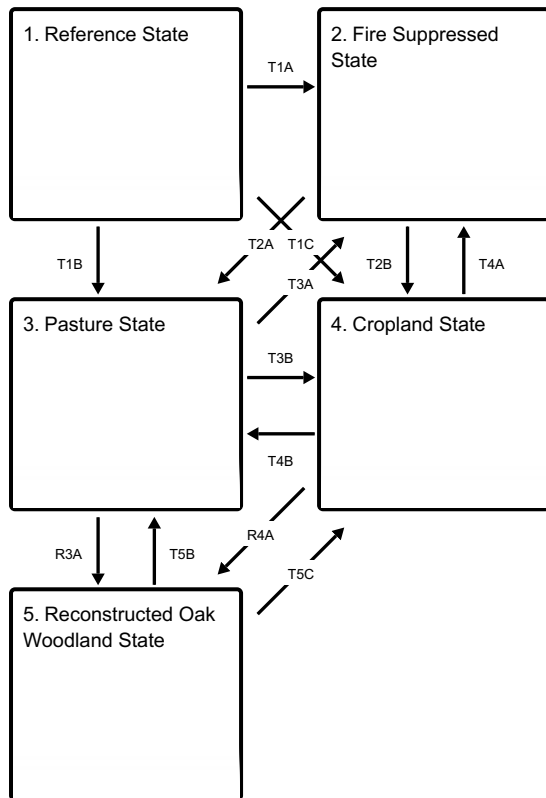 1. Reference State
2. Fire Suppressed
State
T1A
T2A
T1C
T1B
T3A
T2B
T4A
3. Pasture State
4. Cropland State
T3B
T4B
R4A
R3A
T5B
T5C
5. Reconstructed Oak
Woodland State